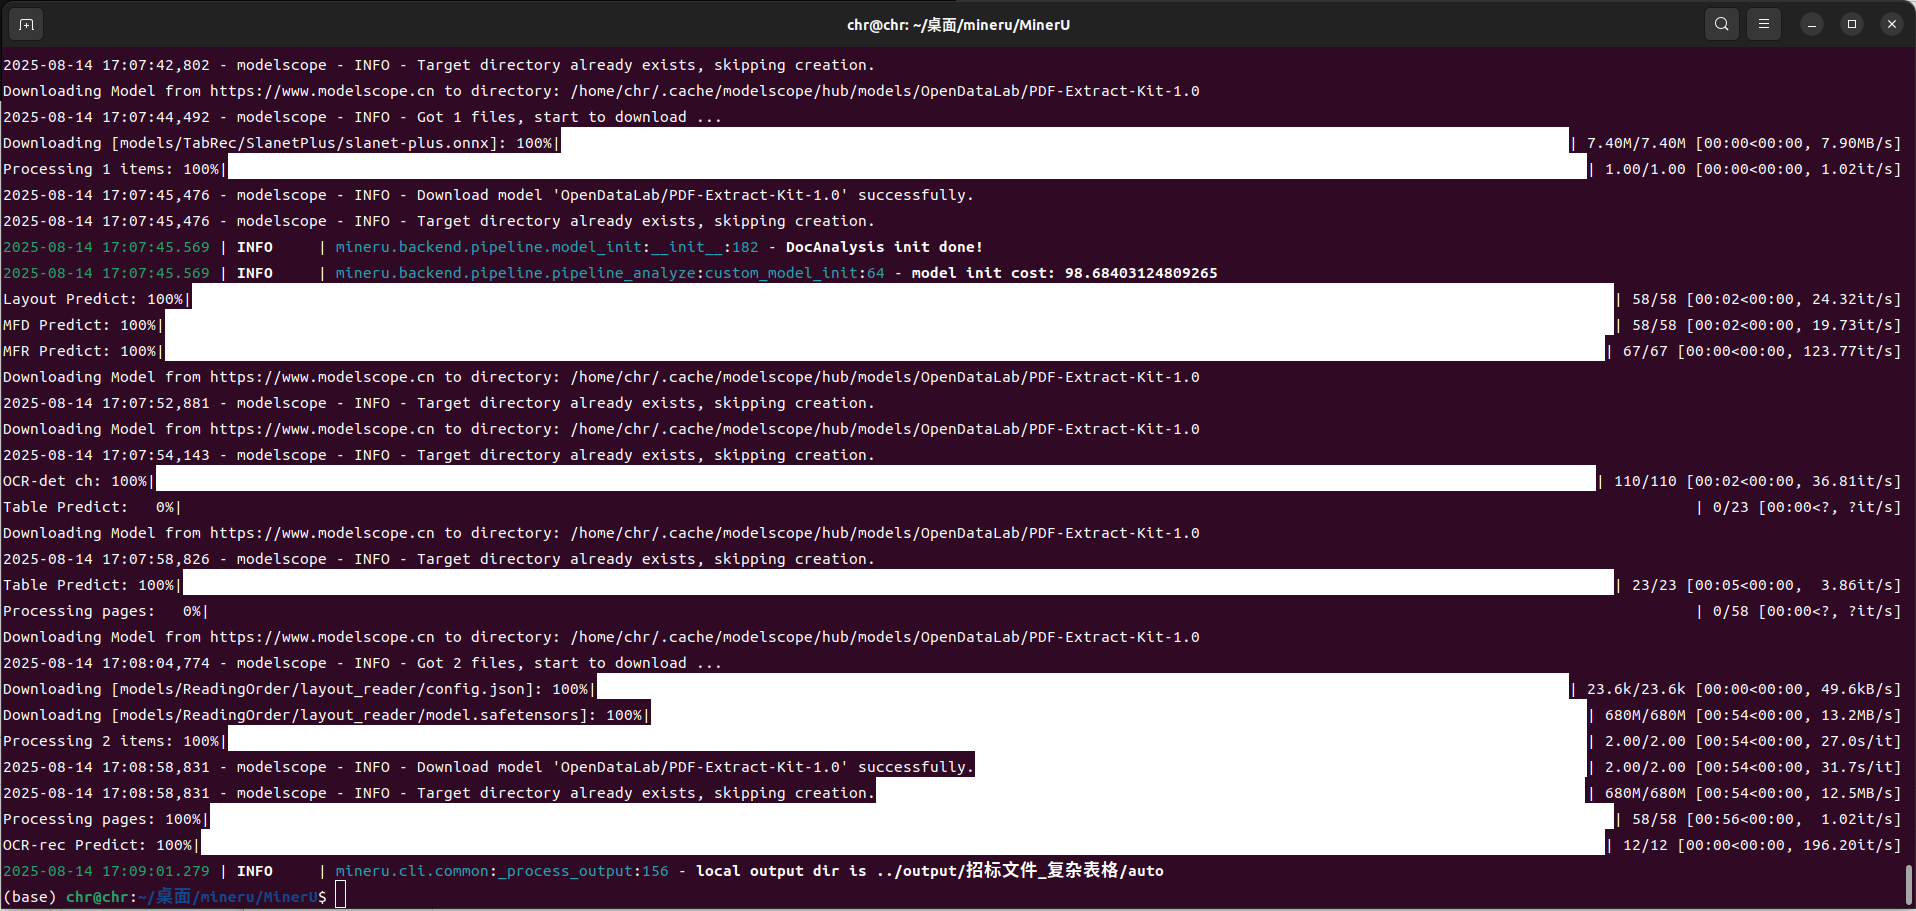 chr@chr: ~/桌面/mineru/MinerU
2025-08-14 17:07:42,802 - modelscope - INFO - Target directory already exists, skipping creation.
Downloading Model from https://www.modelscope.cn to directory: /home/chr/.cache/modelscope/hub/models/OpenDataLab/PDF-Extract-Kit-1.0
2025-08-14 17:07:44,492 - modelscope - INFO - Got 1 files, start to download ...
Downloading [models/TabRec/SlanetPlus/slanet-plus.onnx]: 100%| | 7.40M/7.40M [00:00<00:00, 7.90MB/s]
Processing 1 items: 100%| | 1.00/1.00 [00:00<00:00, 1.02it/s]
2025-08-14 17:07:45,476 - modelscope - INFO - Download model 'OpenDataLab/PDF-Extract-Kit-1.0' successfully.
2025-08-14 17:07:45,476 - modelscope - INFO - Target directory already exists, skipping creation.
2025-08-14 17:07:45.569 | INFO     | mineru.backend.pipeline.model_init:__init__:182 - DocAnalysis init done!
2025-08-14 17:07:45.569 | INFO     | mineru.backend.pipeline.pipeline_analyze:custom_model_init:64 - model init cost: 98.68403124809265
Layout Predict: 100%| | 58/58 [00:02<00:00, 24.32it/s]
MFD Predict: 100%| | 58/58 [00:02<00:00, 19.73it/s]
MFR Predict: 100%| | 67/67 [00:00<00:00, 123.77it/s]
Downloading Model from https://www.modelscope.cn to directory: /home/chr/.cache/modelscope/hub/models/OpenDataLab/PDF-Extract-Kit-1.0
2025-08-14 17:07:52,881 - modelscope - INFO - Target directory already exists, skipping creation.
Downloading Model from https://www.modelscope.cn to directory: /home/chr/.cache/modelscope/hub/models/OpenDataLab/PDF-Extract-Kit-1.0
2025-08-14 17:07:54,143 - modelscope - INFO - Target directory already exists, skipping creation.
OCR-det ch: 100%| | 110/110 [00:02<00:00, 36.81it/s]
Table Predict:   0%| | 0/23 [00:00<?, ?it/s]
Downloading Model from https://www.modelscope.cn to directory: /home/chr/.cache/modelscope/hub/models/OpenDataLab/PDF-Extract-Kit-1.0
2025-08-14 17:07:58,826 - modelscope - INFO - Target directory already exists, skipping creation.
Table Predict: 100%| | 23/23 [00:05<00:00,  3.86it/s]
Processing pages:   0%| | 0/58 [00:00<?, ?it/s]
Downloading Model from https://www.modelscope.cn to directory: /home/chr/.cache/modelscope/hub/models/OpenDataLab/PDF-Extract-Kit-1.0
2025-08-14 17:08:04,774 - modelscope - INFO - Got 2 files, start to download ...
Downloading [models/ReadingOrder/layout_reader/config.json]: 100%| | 23.6k/23.6k [00:00<00:00, 49.6kB/s]
Downloading [models/ReadingOrder/layout_reader/model.safetensors]: 100%| | 680M/680M [00:54<00:00, 13.2MB/s]
Processing 2 items: 100%| | 2.00/2.00 [00:54<00:00, 27.0s/it]
2025-08-14 17:08:58,831 - modelscope - INFO - Download model 'OpenDataLab/PDF-Extract-Kit-1.0' successfully. | 2.00/2.00 [00:54<00:00, 31.7s/it]
2025-08-14 17:08:58,831 - modelscope - INFO - Target directory already exists, skipping creation. | 680M/680M [00:54<00:00, 12.5MB/s]
Processing pages: 100%| | 58/58 [00:56<00:00,  1.02it/s]
OCR-rec Predict: 100%| | 12/12 [00:00<00:00, 196.20it/s]
2025-08-14 17:09:01.279 | INFO     | mineru.cli.common:_process_output:156 - local output dir is ../output/招标文件_复杂表格/auto
(base) chr@chr:~/桌面/mineru/MinerU$